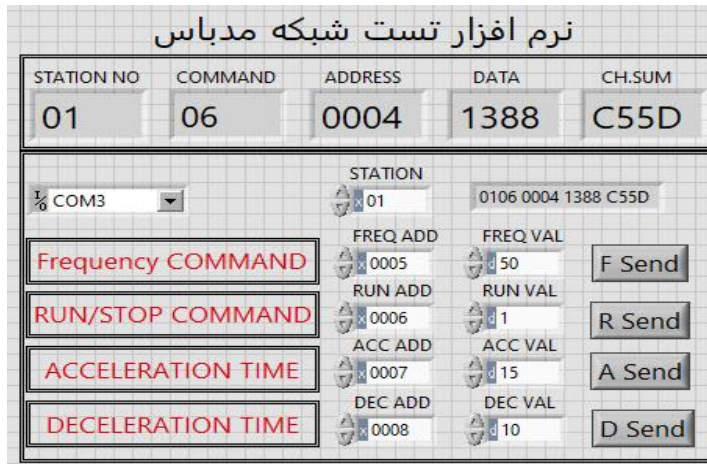 نرم افزار تست شبکه مدباس
STATION NO COMMAND ADDRESS DATA CH.SUM
01 06 0004 1388 C55D
STATION
I/O COM3 x 01 0106 0004 1388 C55D
FREQ ADD FREQ VAL
Frequency COMMAND x 0005 d 50 F Send
RUN ADD RUN VAL
RUN/STOP COMMAND x 0006 d 1 R Send
ACC ADD ACC VAL
ACCELERATION TIME x 0007 d 15 A Send
DEC ADD DEC VAL
DECELERATION TIME x 0008 d 10 D Send